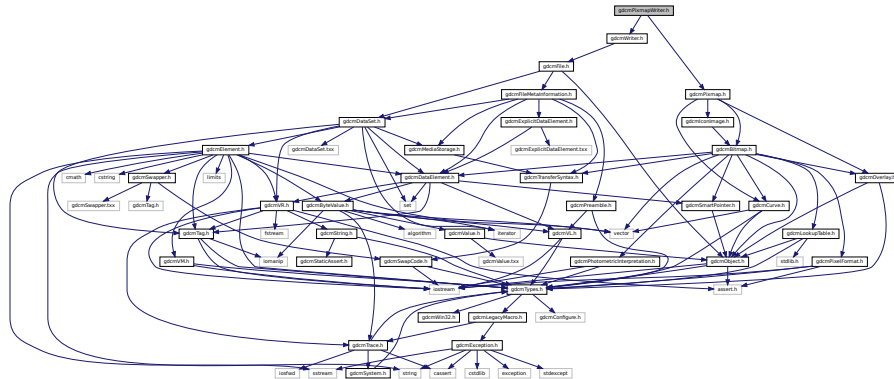 gdcmPixmapWriter.h
gdcmWriter.h
gdcmFile.h
gdcmFileMetaInformation.h
gdcmPixmap.h
gdcmDataSet.h
gdcmExplicitDataElement.h
gdcmIconImage.h
gdcmElement.h
gdcmDataSet.txx
gdcmMediaStorage.h
gdcmExplicitDataElement.txx
gdcmBitmap.h
cmath
cstring
gdcmSwapper.h
limits
gdcmDataElement.h
gdcmTransferSyntax.h
gdcmOverlay.h
gdcmSwapper.txx
gdcmTag.h
gdcmVR.h
gdcmByteValue.h
set
gdcmPreamble.h
gdcmSmartPointer.h
gdcmCurve.h
gdcmTag.h
fstream
gdcmString.h
algorithm
gdcmValue.h
iterator
gdcmVL.h
vector
gdcmLookupTable.h
gdcmVM.h
iomanip
gdcmStaticAssert.h
gdcmSwapCode.h
gdcmValue.txx
gdcmPhotometricInterpretation.h
gdcmObject.h
stdlib.h
gdcmPixelFormat.h
iostream
gdcmTypes.h
assert.h
gdcmWin32.h
gdcmLegacyMacro.h
gdcmConfigure.h
gdcmTrace.h
gdcmException.h
iosfwd
sstream
gdcmSystem.h
string
cassert
cstdlib
exception
stdexcept